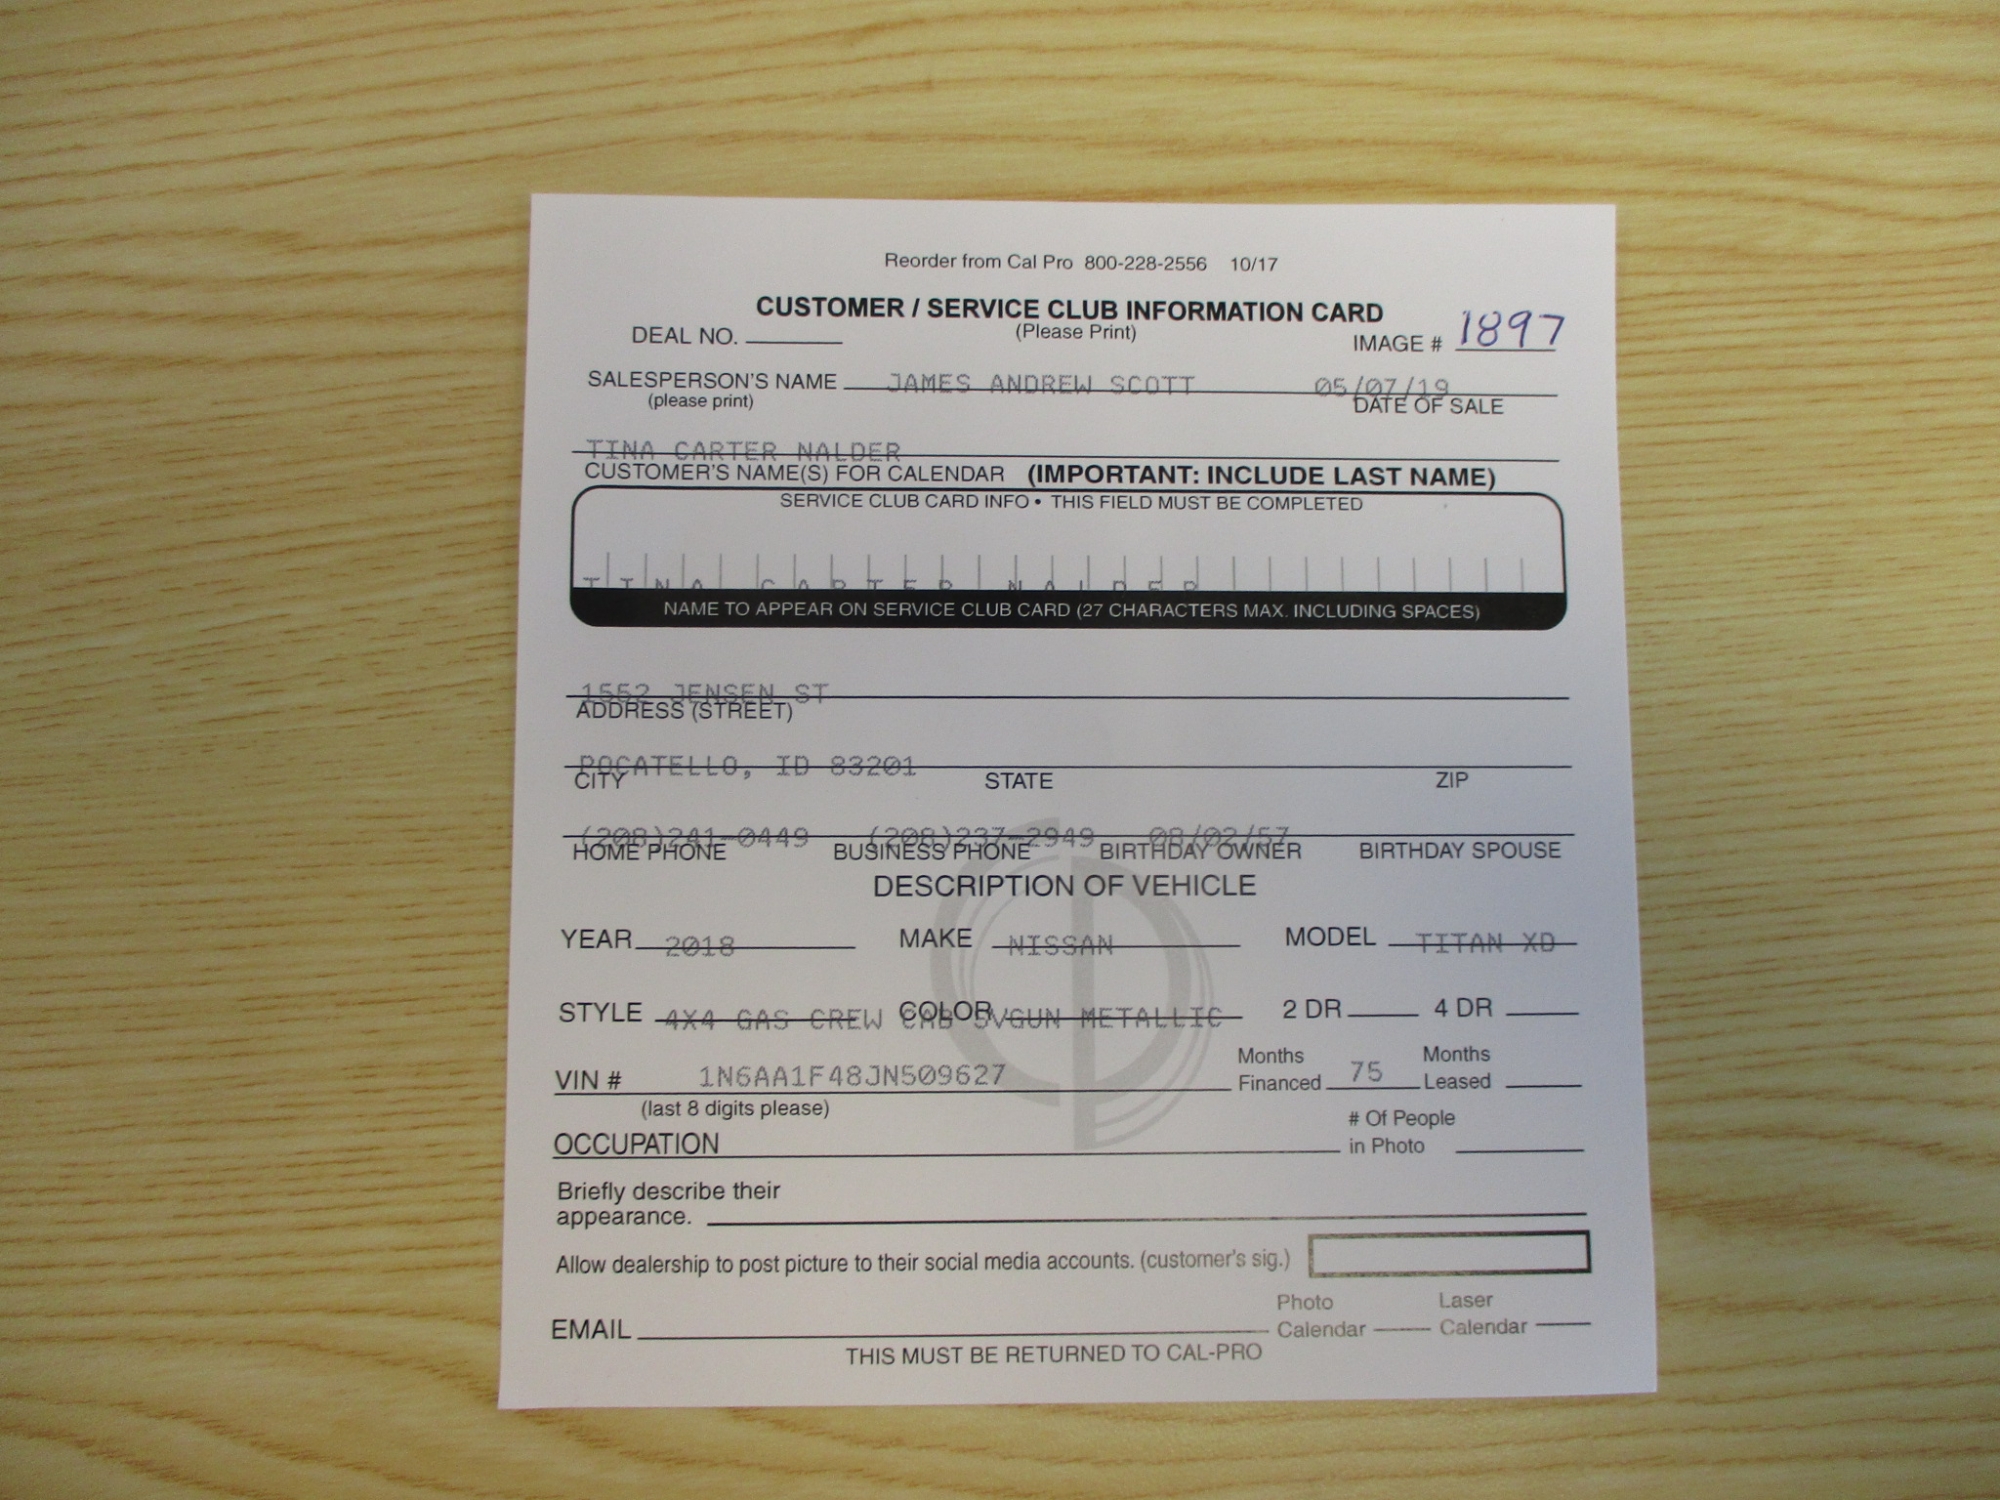 Reorder from Cal Pro 800-228-2556 10/17
CUSTOMER / SERVICE CLUB INFORMATION CARD
(Please Print)
DEAL NO. IMAGE # 1897
SALESPERSON'S NAME JAMES ANDREW SCOTT 05/07/19
(please print) DATE OF SALE
TINA CARTER NALDER
CUSTOMER'S NAME(S) FOR CALENDAR (IMPORTANT: INCLUDE LAST NAME)
SERVICE CLUB CARD INFO • THIS FIELD MUST BE COMPLETED
TINA CARTER NALDER
NAME TO APPEAR ON SERVICE CLUB CARD (27 CHARACTERS MAX. INCLUDING SPACES)
1552 JENSEN ST
ADDRESS (STREET)
POCATELLO, ID 83201
CITY STATE ZIP
(208)241-0449 (208)237-2949 08/02/57
HOME PHONE BUSINESS PHONE BIRTHDAY OWNER BIRTHDAY SPOUSE
DESCRIPTION OF VEHICLE
YEAR 2018 MAKE NISSAN MODEL TITAN XD
STYLE 4X4 GAS CREW CAB COLOR GUN METALLIC 2 DR 4 DR
VIN # 1N6AA1F48JN509627 Months Financed 75 Months Leased
(last 8 digits please)
OCCUPATION # Of People in Photo
Briefly describe their
appearance.
Allow dealership to post picture to their social media accounts. (customer's sig.)
EMAIL Photo Calendar Laser Calendar
THIS MUST BE RETURNED TO CAL-PRO